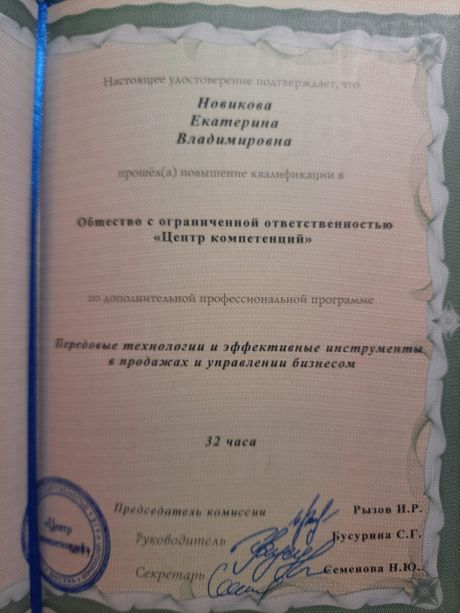 Настоящее удостоверение подтверждает, что
Новикова
Екатерина
Владимировна
прошёл(а) повышение квалификации в
Общество с ограниченной ответственностью
«Центр компетенций»
по дополнительной профессиональной программе
Передовые технологии и эффективные инструменты
в продажах и управлении бизнесом
32 часа
Председатель комиссии Рызов И.Р.
Руководитель Бусурина С.Г.
Секретарь Семенова Н.Ю.
«Центр
компетенций»